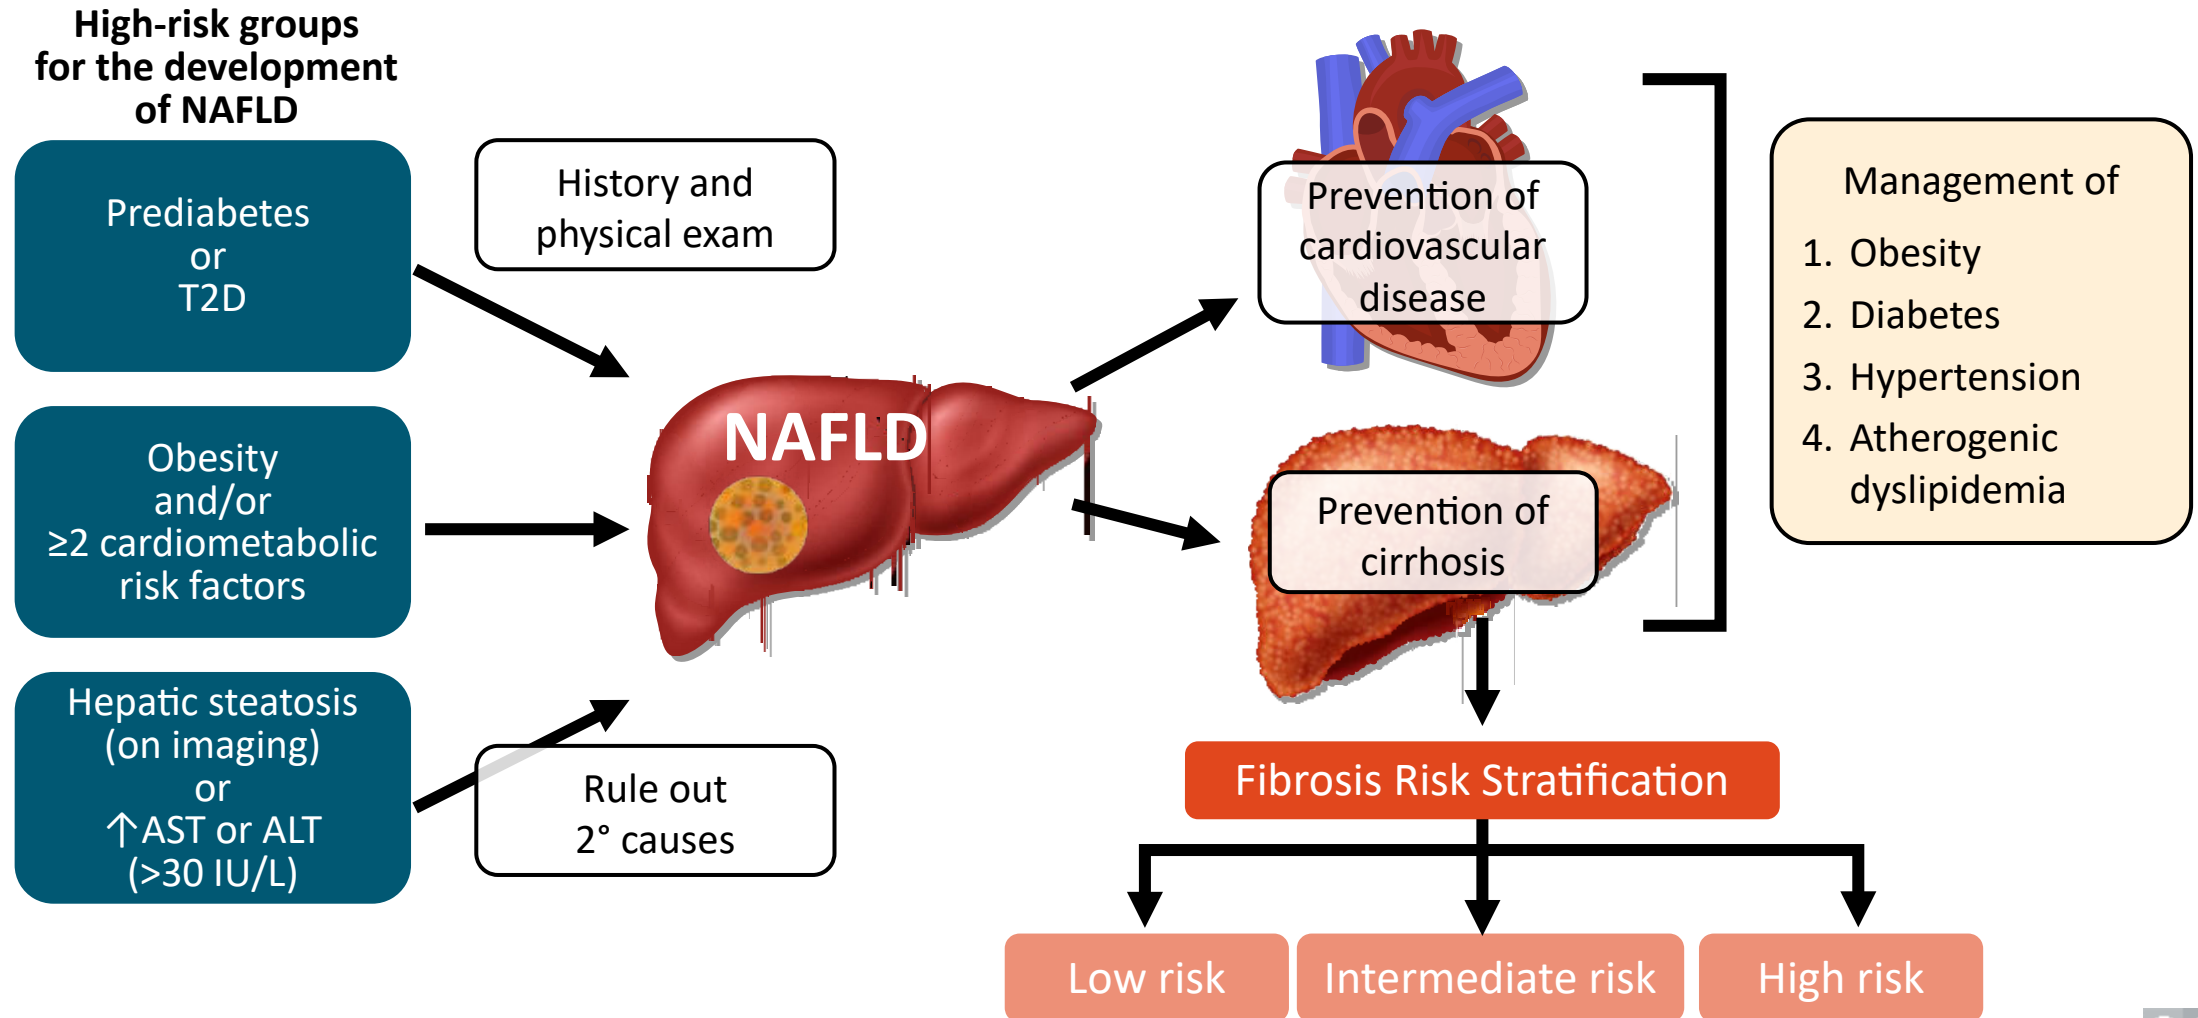 High-risk groups
for the development
of NAFLD
Prediabetes
or
T2D
Obesity
and/or
≥2 cardiometabolic
risk factors
Hepatic steatosis
(on imaging)
or
↑AST or ALT
(>30 IU/L)
History and
physical exam
NAFLD
Rule out
2° causes
Prevention of
cardiovascular
disease
Prevention of
cirrhosis
Management of
1. Obesity
2. Diabetes
3. Hypertension
4. Atherogenic
dyslipidemia
Fibrosis Risk Stratification
Low risk
Intermediate risk
High risk